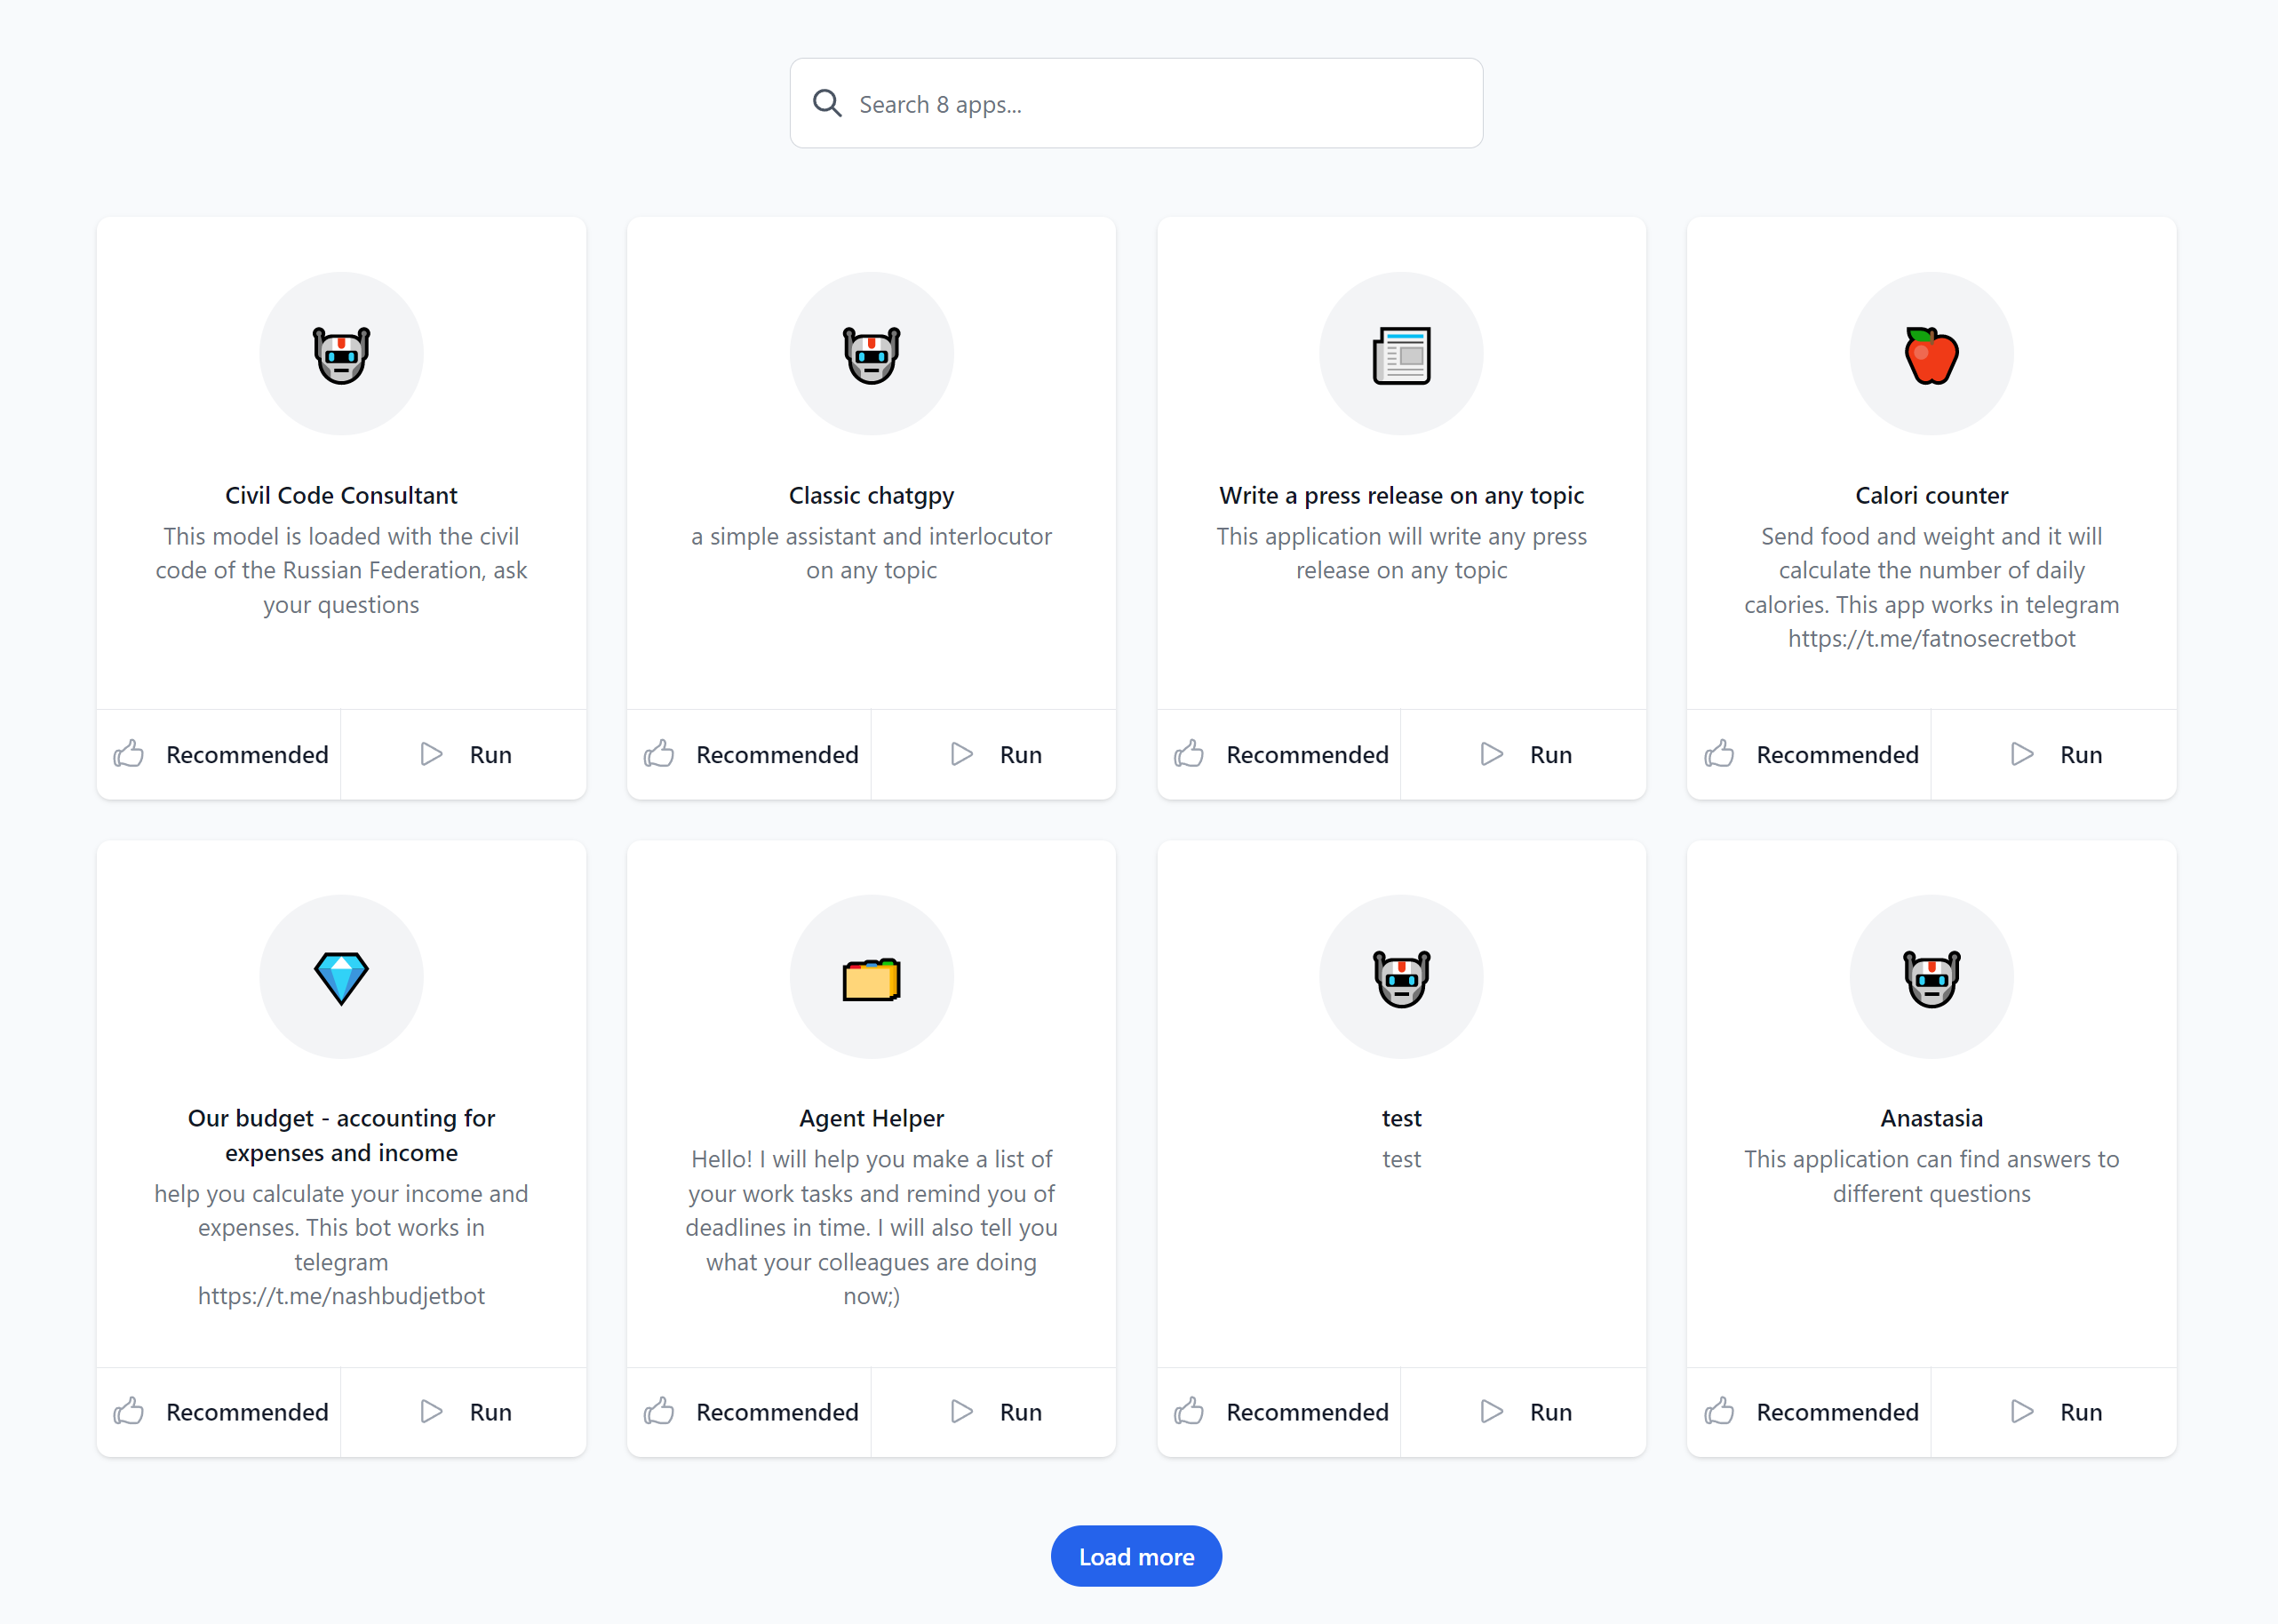 Search 8 apps...
Civil Code Consultant
This model is loaded with the civil
code of the Russian Federation, ask
your questions
Recommended
Run
Classic chatgpy
a simple assistant and interlocutor
on any topic
Recommended
Run
Write a press release on any topic
This application will write any press
release on any topic
Recommended
Run
Calori counter
Send food and weight and it will
calculate the number of daily
calories. This app works in telegram
https://t.me/fatnosecretbot
Recommended
Run
Our budget - accounting for
expenses and income
help you calculate your income and
expenses. This bot works in
telegram
https://t.me/nashbudjetbot
Recommended
Run
Agent Helper
Hello! I will help you make a list of
your work tasks and remind you of
deadlines in time. I will also tell you
what your colleagues are doing
now;)
Recommended
Run
test
test
Recommended
Run
Anastasia
This application can find answers to
different questions
Recommended
Run
Load more